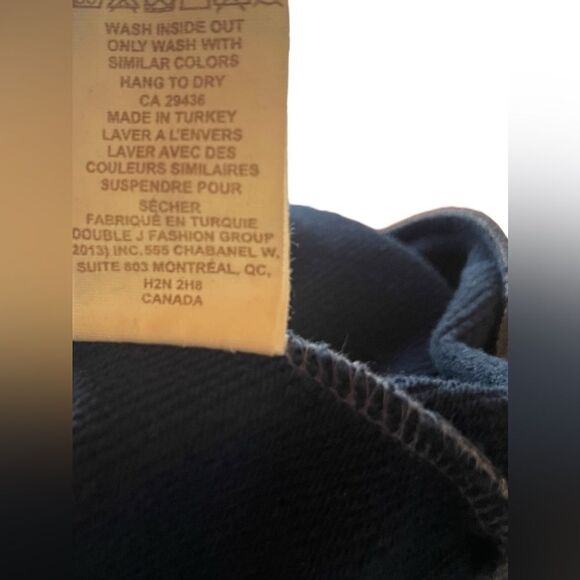 WASH INSIDE OUT
ONLY WASH WITH
SIMILAR COLORS
HANG TO DRY
CA 29436
MADE IN TURKEY
LAVER A L'ENVERS
LAVER AVEC DES
COULEURS SIMILAIRES
SUSPENDRE POUR
SÉCHER
FABRIQUÉ EN TURQUIE
DOUBLE J FASHION GROUP
2013) INC. 555 CHABANEL W.
SUITE 803 MONTRÉAL, QC,
H2N 2H8
CANADA